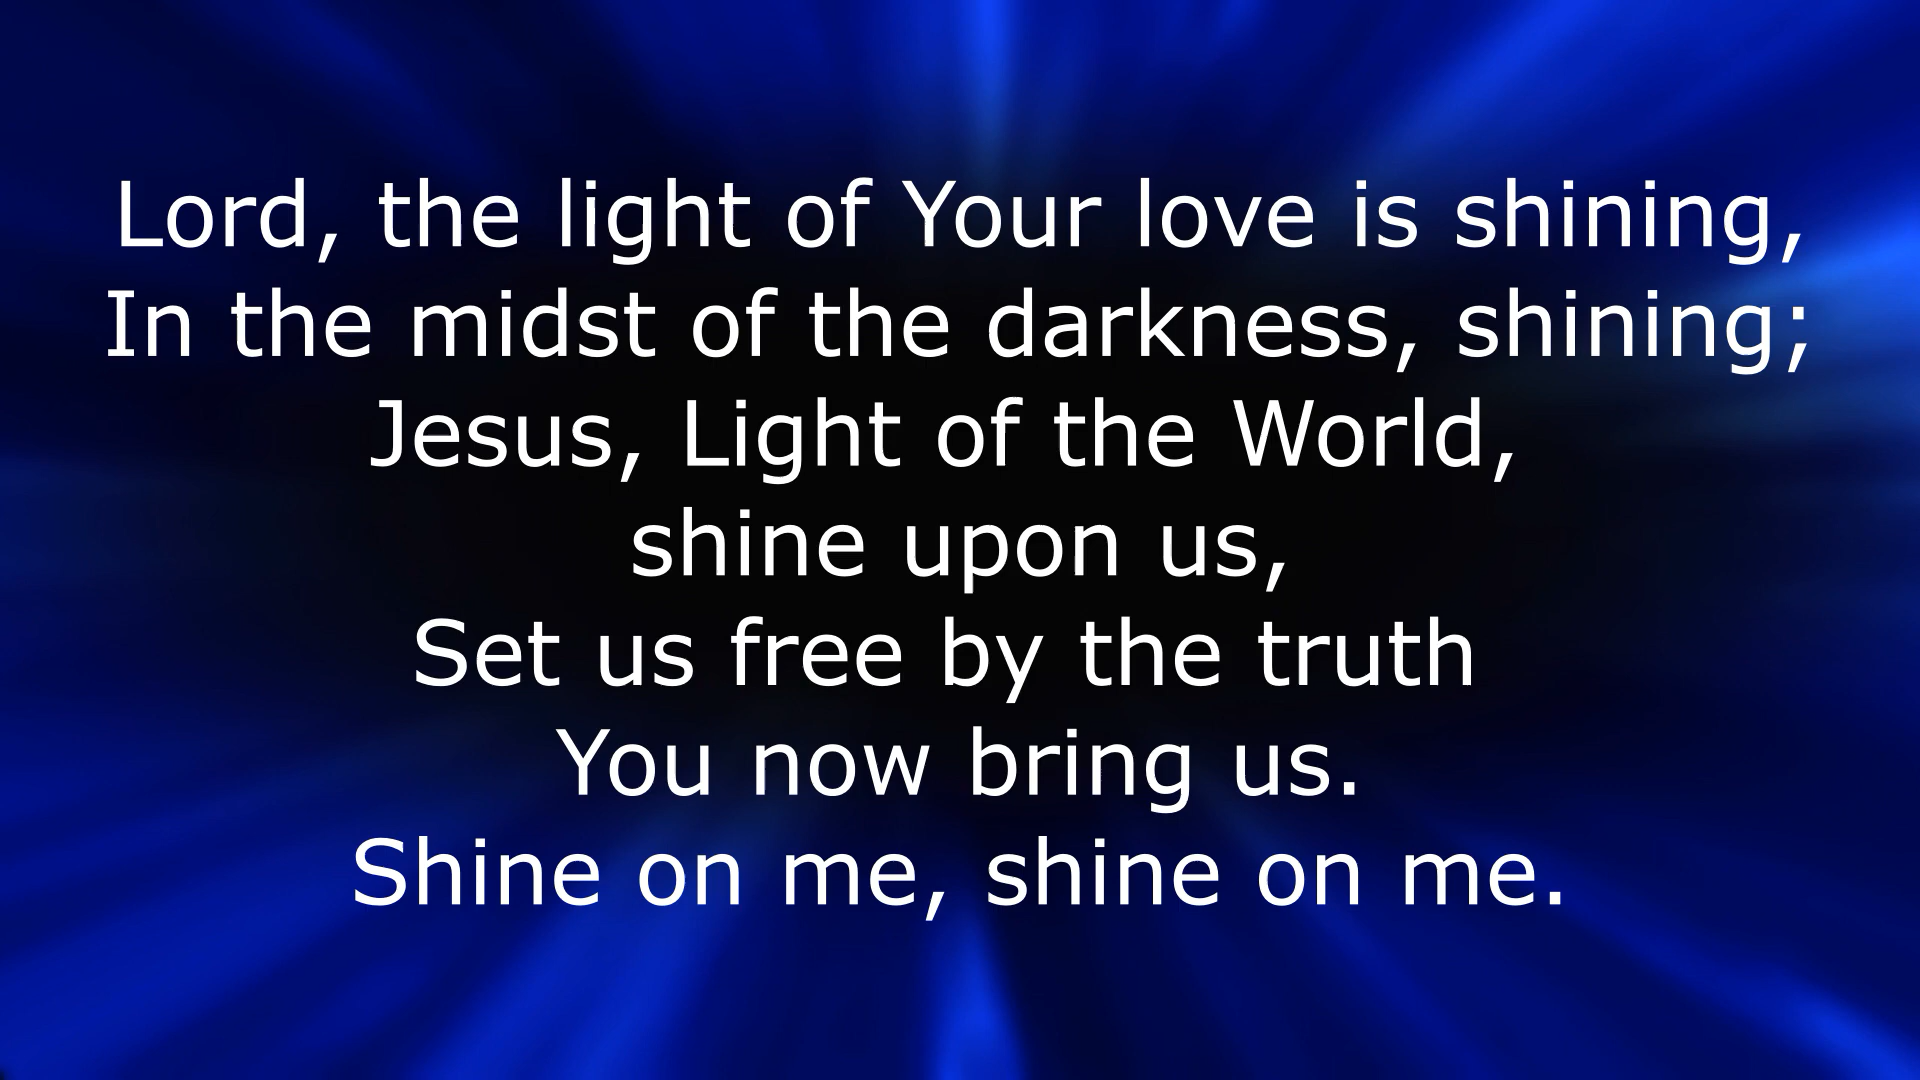 Lord, the light of Your love is shining,
In the midst of the darkness, shining;
Jesus, Light of the World,
shine upon us,
Set us free by the truth
You now bring us.
Shine on me, shine on me.